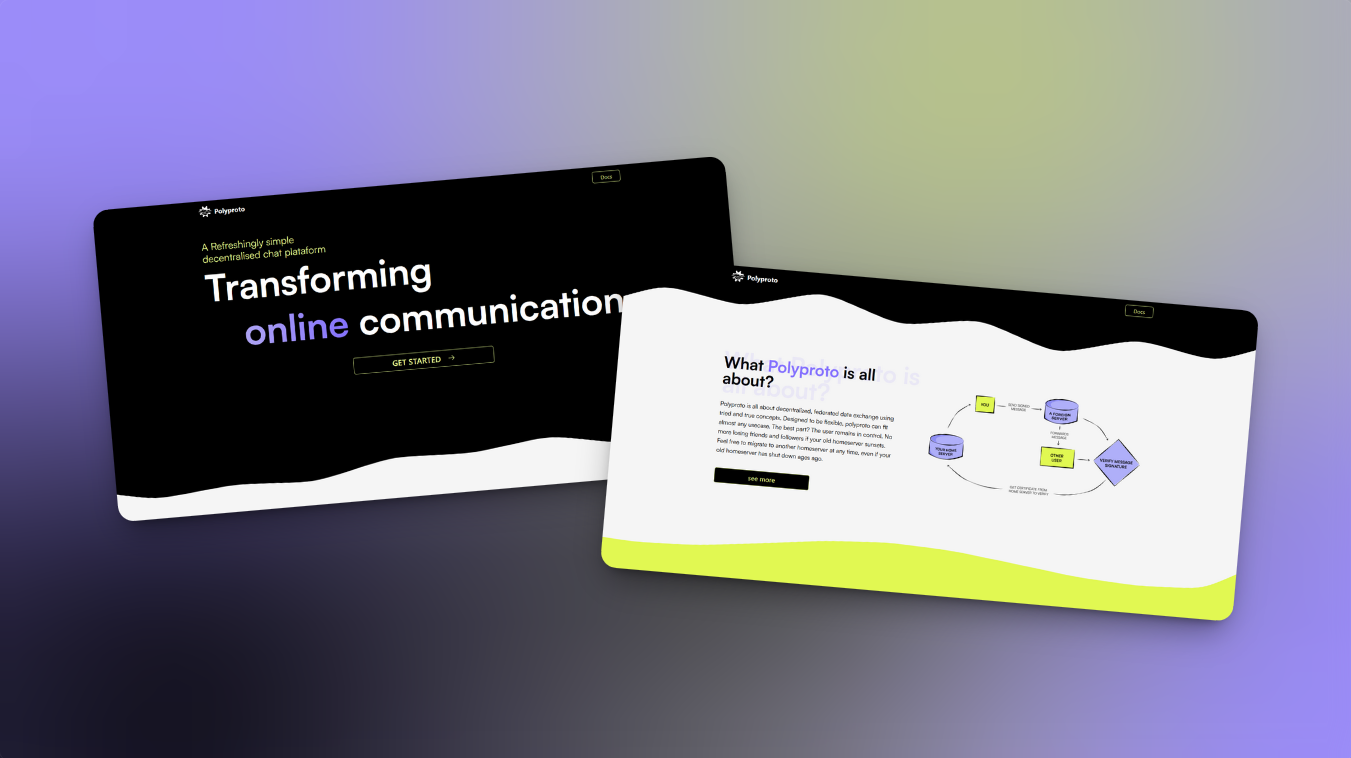 Docs
Polyproto
A Refreshingly simple
decentralised chat plataform
Transforming
online communication
GET STARTED →
Polyproto
Docs
What Polyproto is
all about?
What Polyproto is all
about?
Polyproto is all about decentralized, federated data exchange using
tried and true concepts. Designed to be flexible, polyproto can fit
almost any usecase. The best part? The user remains in control. No
more losing friends and followers if your old homeserver sunsets.
Feel free to migrate to another homeserver at any time, even if your
old homeserver has shut down ages ago.
see more
YOU
SEND SIGNED
MESSAGE
A FOREIGN
SERVER
FORWARDS
MESSAGE
YOUR HOME
SERVER
OTHER
USER
VERIFY MESSAGE
SIGNATURE
GET CERTIFICATE FROM
HOME SERVER TO VERIFY